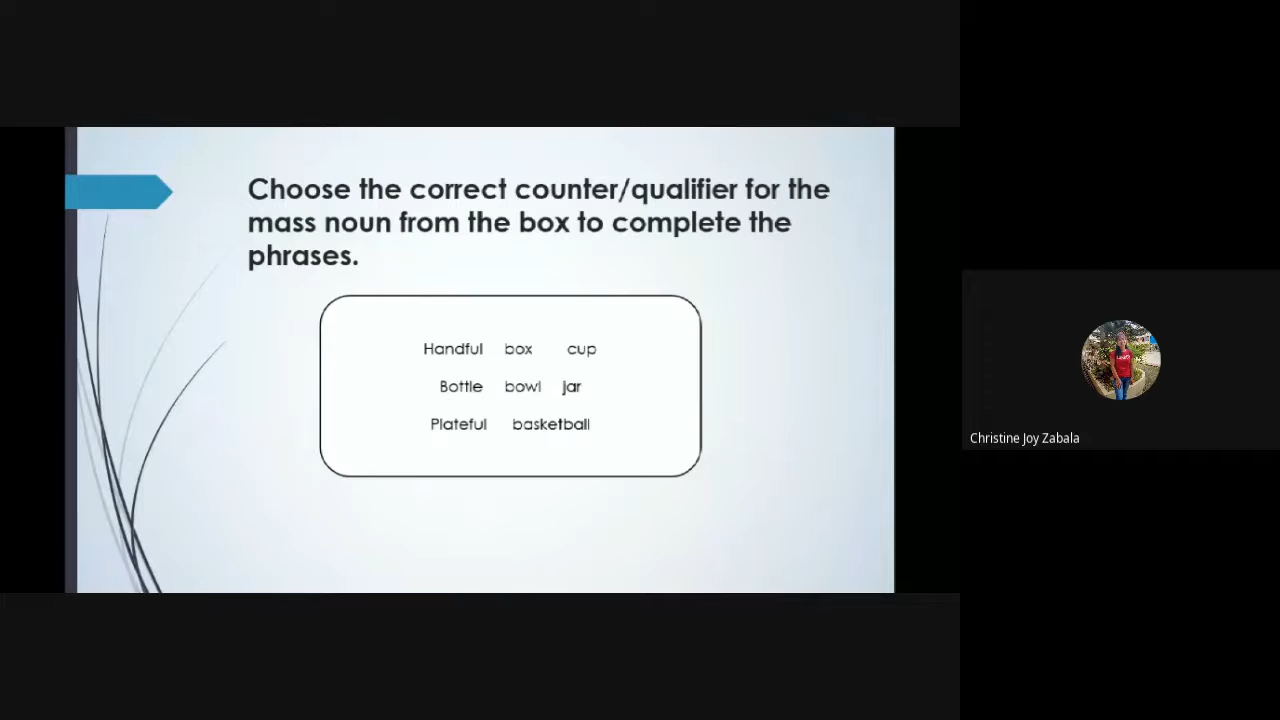 Choose the correct counter/qualifier for the
mass noun from the box to complete the
phrases.
Handful box cup
Bottle bowl jar
Plateful basketball
Christine Joy Zabala